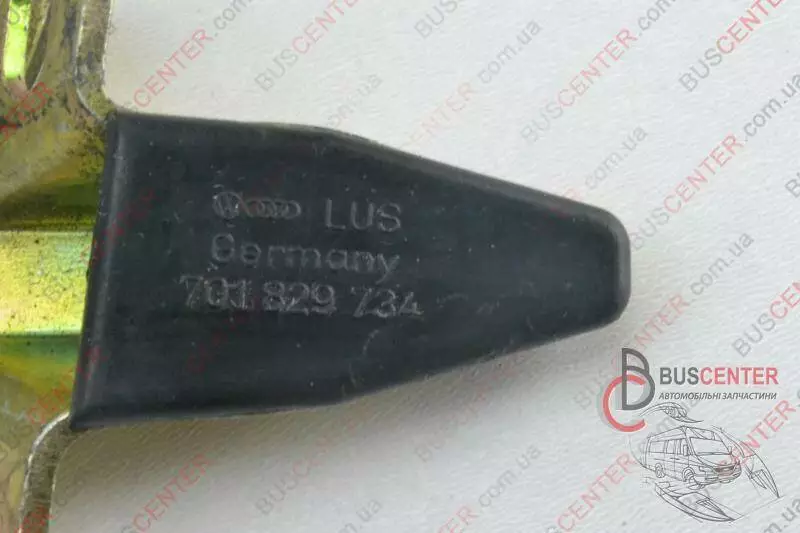 LUS
Germany
701 829 734
BUSCENTER
АВТОМОБІЛЬНІ ЗАПЧАСТИНИ
BUSCENTER.com.ua